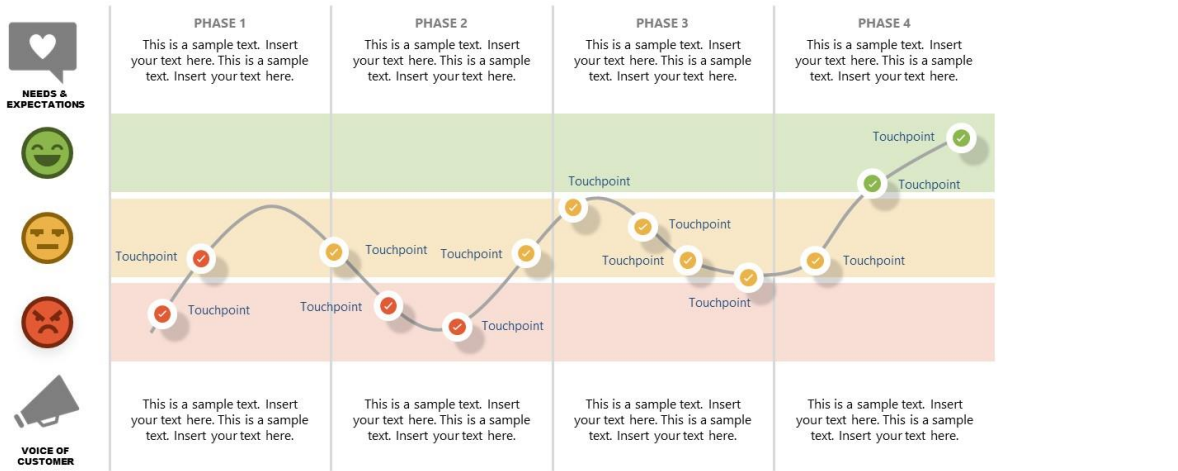 PHASE 1
PHASE 2
PHASE 3
PHASE 4
This is a sample text. Insert
your text here. This is a sample
text. Insert your text here.
This is a sample text. Insert
your text here. This is a sample
text. Insert your text here.
This is a sample text. Insert
your text here. This is a sample
text. Insert your text here.
This is a sample text. Insert
your text here. This is a sample
text. Insert your text here.
NEEDS &
EXPECTATIONS
Touchpoint
Touchpoint
Touchpoint
Touchpoint
Touchpoint
Touchpoint
Touchpoint
Touchpoint
Touchpoint
Touchpoint
Touchpoint
Touchpoint
Touchpoint
Touchpoint
This is a sample text. Insert
your text here. This is a sample
text. Insert your text here.
This is a sample text. Insert
your text here. This is a sample
text. Insert your text here.
This is a sample text. Insert
your text here. This is a sample
text. Insert your text here.
This is a sample text. Insert
your text here. This is a sample
text. Insert your text here.
VOICE OF
CUSTOMER